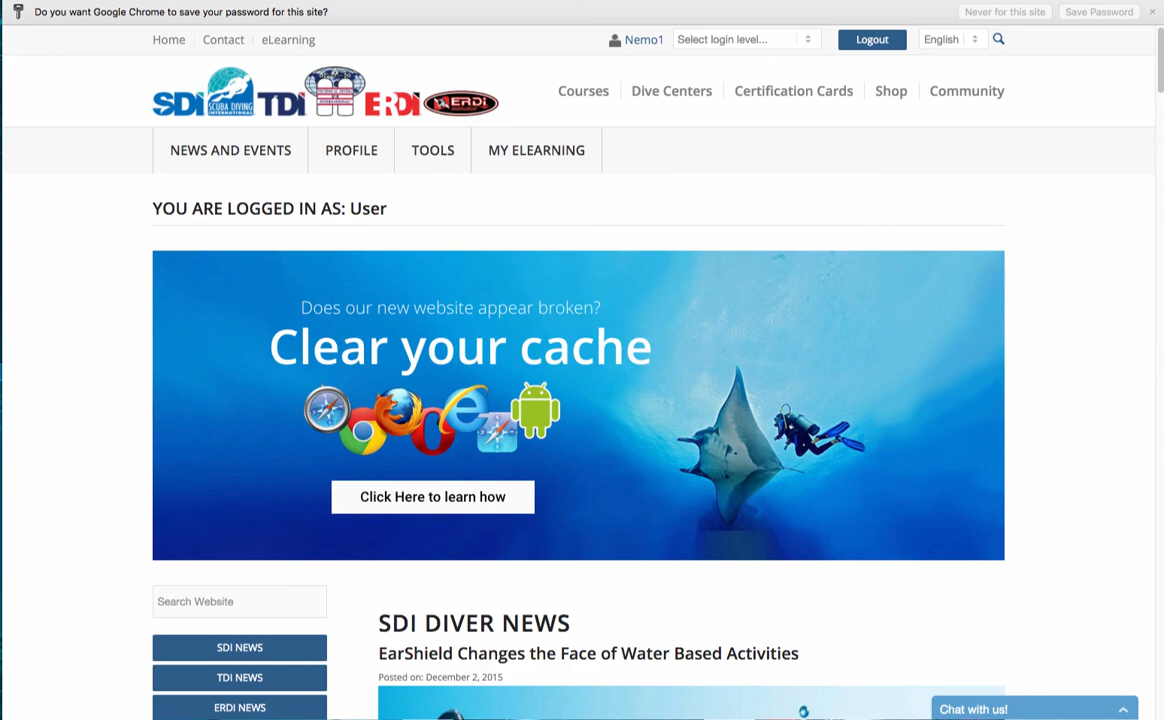 Do you want Google Chrome to save your password for this site?
Never for this site
Save Password
Home
Contact
eLearning
Nemo1
Select login level...
Logout
English
SDI
SCUBA DIVING
INTERNATIONAL
TDI
ERDI
ERDI
Courses
Dive Centers
Certification Cards
Shop
Community
NEWS AND EVENTS
PROFILE
TOOLS
MY ELEARNING
YOU ARE LOGGED IN AS: User
Does our new website appear broken?
Clear your cache
Click Here to learn how
Search Website
SDI NEWS
TDI NEWS
ERDI NEWS
SDI DIVER NEWS
EarShield Changes the Face of Water Based Activities
Posted on: December 2, 2015
Chat with us!